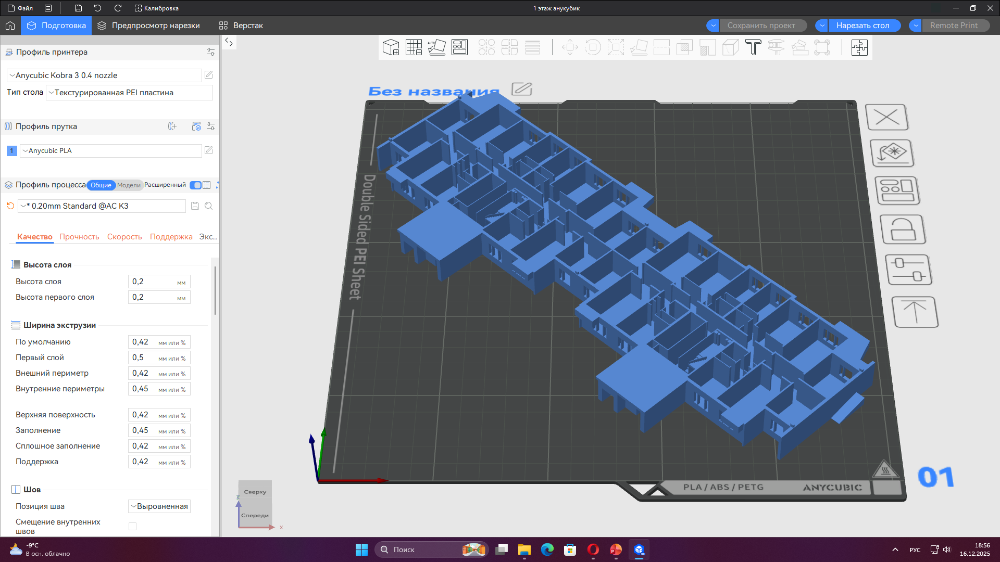 Файл
Калибровка
1 этаж анукубик
Подготовка
Предпросмотр нарезки
Верстак
Сохранить проект
Нарезать стол
Remote Print
Профиль принтера
Anycubic Kobra 3 0.4 nozzle
Тип стола
Текстурированная PEI пластина
Профиль прутка
1
Anycubic PLA
Профиль процесса
Общие
Модели
Расширенный
* 0.20mm Standard @AC K3
Качество
Прочность
Скорость
Поддержка
Экс...
Высота слоя
Высота слоя 0,2 мм
Высота первого слоя 0,2 мм
Ширина экструзии
По умолчанию 0,42 мм или %
Первый слой 0,5 мм или %
Внешний периметр 0,42 мм или %
Внутренние периметры 0,45 мм или %
Верхняя поверхность 0,42 мм или %
Заполнение 0,45 мм или %
Сплошное заполнение 0,42 мм или %
Поддержка 0,42 мм или %
Шов
Позиция шва Выровненная
Смещение внутренних
швов
AUTO
Без названия
Double Sided PEI Sheet
PLA / ABS / PETG
ANYCUBIC
01
Сверху
Спереди
z
x
-9°C
В осн. облачно
Поиск
РУС
18:56
16.12.2025